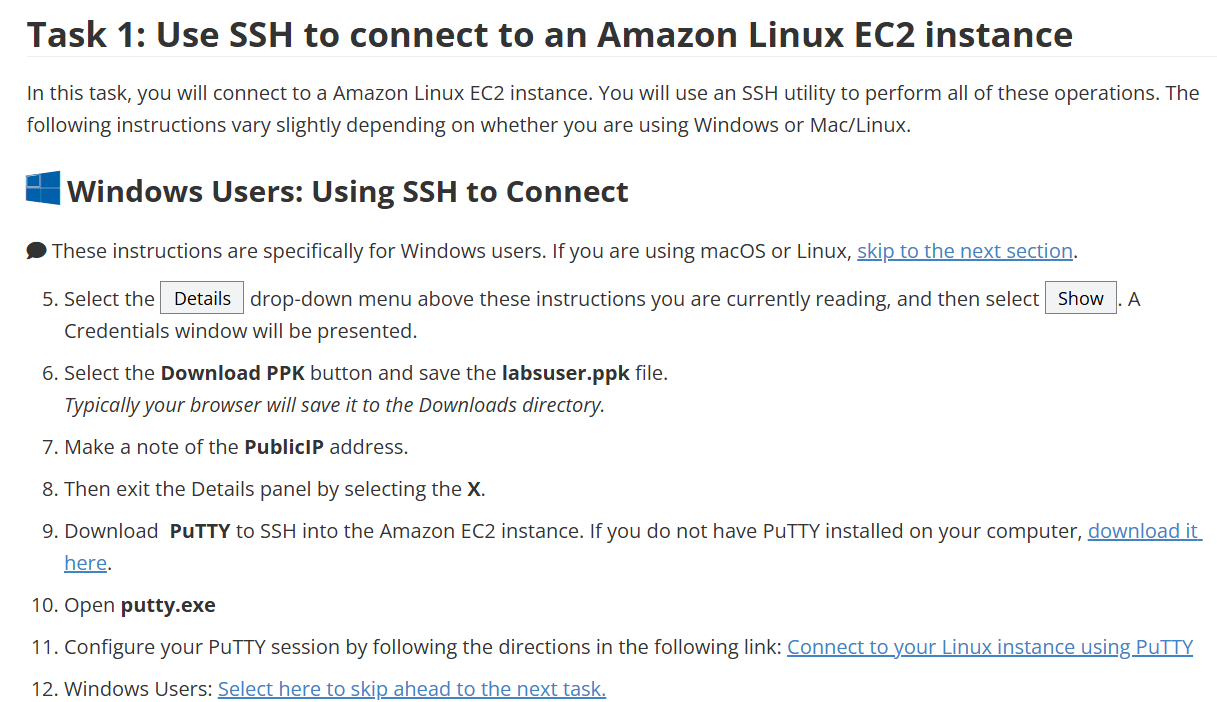 Task 1: Use SSH to connect to an Amazon Linux EC2 instance
In this task, you will connect to a Amazon Linux EC2 instance. You will use an SSH utility to perform all of these operations. The
following instructions vary slightly depending on whether you are using Windows or Mac/Linux.
Windows Users: Using SSH to Connect
These instructions are specifically for Windows users. If you are using macOS or Linux, skip to the next section.
5. Select the Details drop-down menu above these instructions you are currently reading, and then select Show. A
Credentials window will be presented.
6. Select the Download PPK button and save the labsuser.ppk file.
Typically your browser will save it to the Downloads directory.
7. Make a note of the PublicIP address.
8. Then exit the Details panel by selecting the X.
9. Download PuTTY to SSH into the Amazon EC2 instance. If you do not have PuTTY installed on your computer, download it
here.
10. Open putty.exe
11. Configure your PuTTY session by following the directions in the following link: Connect to your Linux instance using PuTTY
12. Windows Users: Select here to skip ahead to the next task.